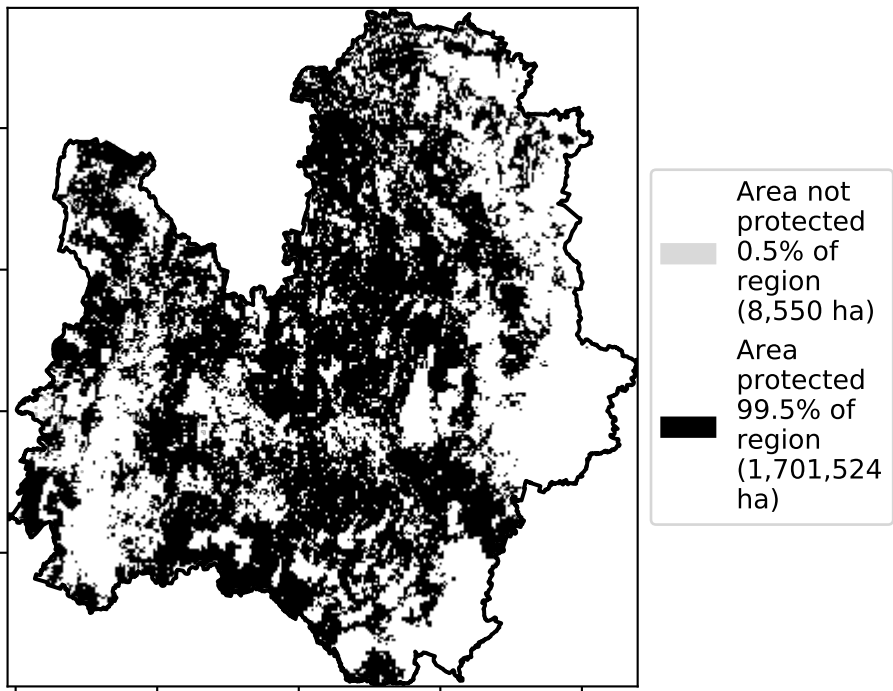 Area not
protected
0.5% of
region
(8,550 ha)
Area
protected
99.5% of
region
(1,701,524
ha)